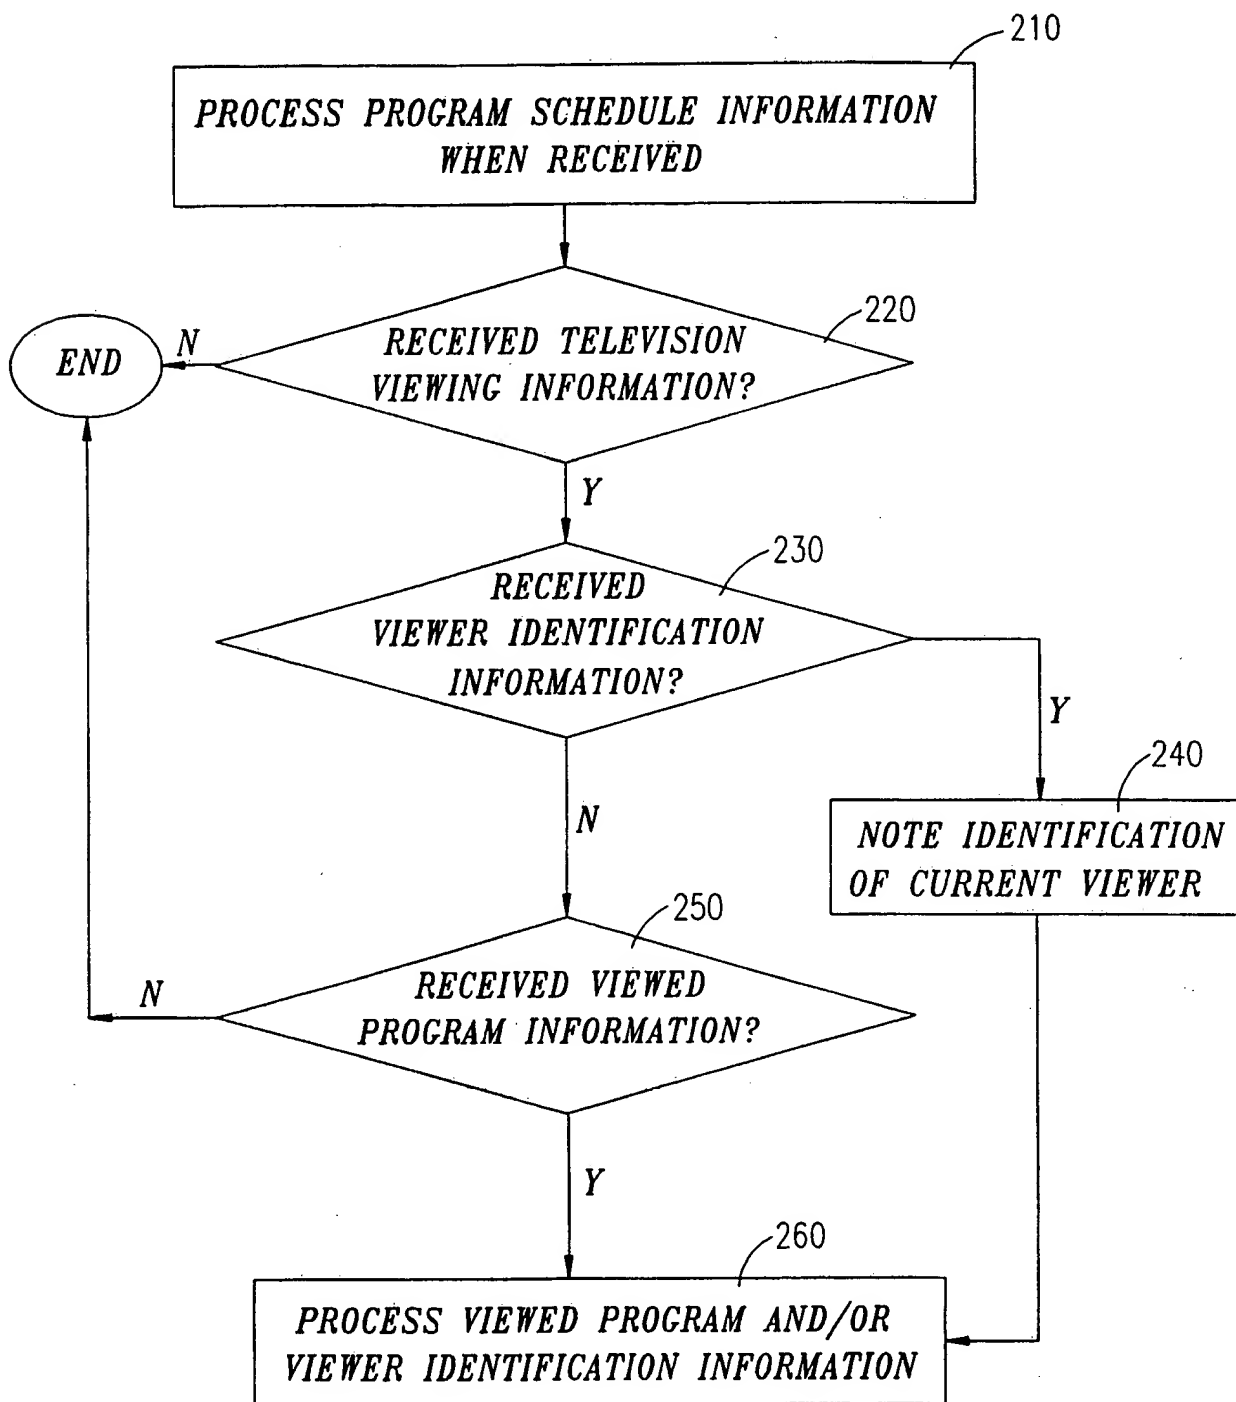 210
PROCESS PROGRAM SCHEDULE INFORMATION
WHEN RECEIVED
220
END
N
RECEIVED TELEVISION
VIEWING INFORMATION?
Y
230
RECEIVED
VIEWER IDENTIFICATION
INFORMATION?
Y
240
N
NOTE IDENTIFICATION
OF CURRENT VIEWER
250
RECEIVED VIEWED
PROGRAM INFORMATION?
N
Y
260
PROCESS VIEWED PROGRAM AND/OR
VIEWER IDENTIFICATION INFORMATION